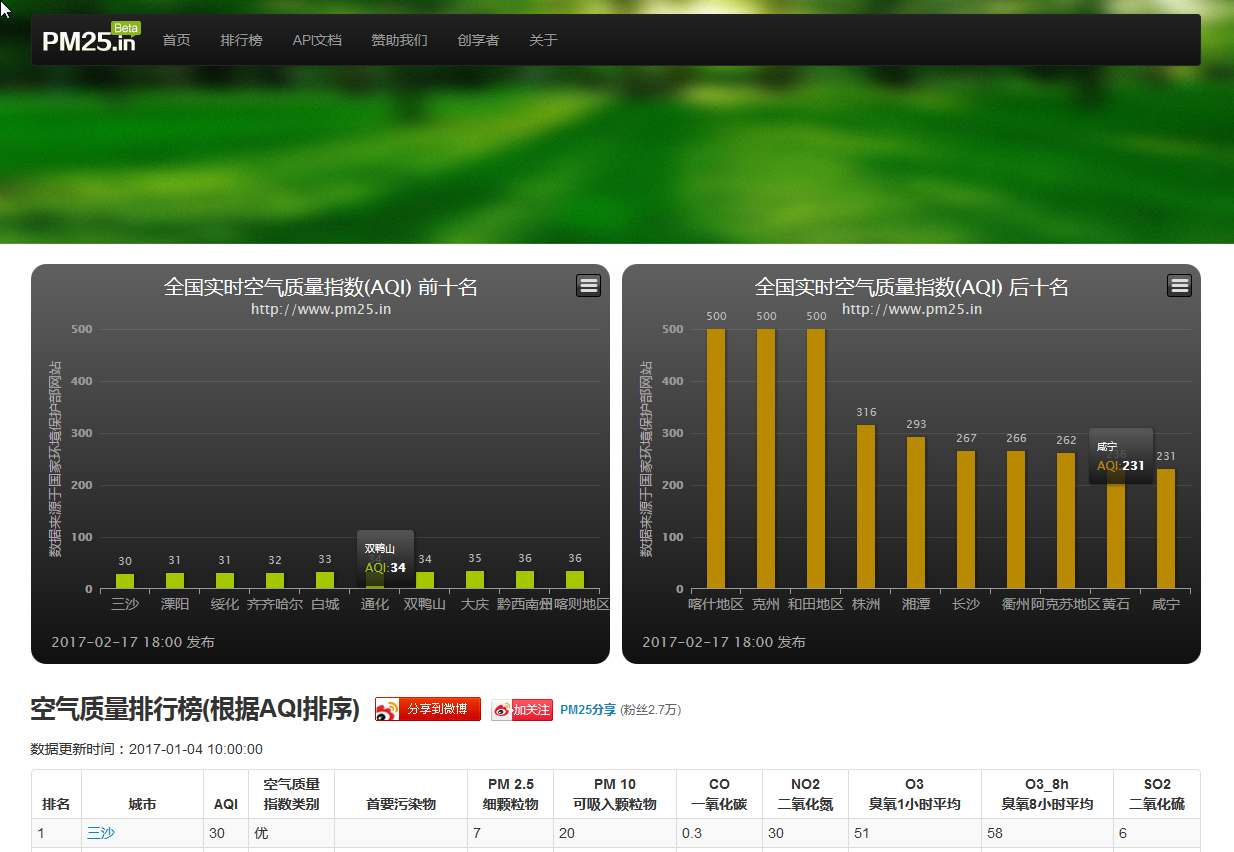 PM25.in Beta
首页 排行榜 API文档 赞助我们 创享者 关于
全国实时空气质量指数(AQI) 前十名
http://www.pm25.in
数据来源于国家环境保护部网站
500
400
300
200
100
0
30 31 31 32 33 34 34 35 36 36
双鸭山
AQI:34
三沙 溧阳 绥化 齐齐哈尔 白城 通化 双鸭山 大庆 黔西南州 日喀则地区
2017-02-17 18:00 发布
全国实时空气质量指数(AQI) 后十名
http://www.pm25.in
数据来源于国家环境保护部网站
500
400
300
200
100
0
500 500 500 316 293 267 266 262 236 231
咸宁
AQI:231
喀什地区 克州 和田地区 株洲 湘潭 长沙 衢州 阿克苏地区 黄石 咸宁
2017-02-17 18:00 发布
空气质量排行榜(根据AQI排序) 分享到微博 加关注 PM25分享 (粉丝2.7万)
数据更新时间：2017-01-04 10:00:00
排名 城市 AQI 空气质量指数类别 首要污染物 PM 2.5 细颗粒物 PM 10 可吸入颗粒物 CO 一氧化碳 NO2 二氧化氮 O3 臭氧1小时平均 O3_8h 臭氧8小时平均 SO2 二氧化硫
1 三沙 30 优 7 20 0.3 30 51 58 6